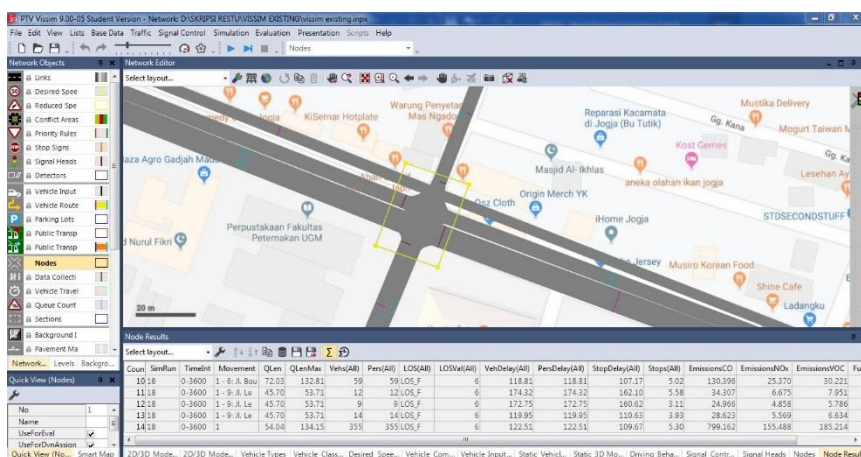 PTV Vissim 9.00-05 Student Version - Network: D:\SKRIPSI RESTU\VISSIM EXISTING\vissim existing.inpx
File Edit View Lists Base Data Traffic Signal Control Simulation Evaluation Presentation Scripts Help
Nodes
Network Objects
Network Editor
Select layout...
Links
Desired Spee
Reduced Spe
Conflict Areas
Priority Rules
Stop Signs
Signal Heads
Detectors
Vehicle Input
Vehicle Route
Parking Lots
Public Transp
Public Transp
Nodes
Data Collecti
Vehicle Travel
Queue Count
Sections
Background I
Pavement Ma
Network... Levels Backgro...
KiSemar Hotplate
Warung Penyetan
Mas Ngado
Reparasi Kacamata
di Jogja (Bu Tutik)
Mustika Delivery
Gg. Kana
Mogurt Taiwan M
Kost Gemes
Gg. Ka
Lesehan Ay
aza Agro Gadjah Mad
Masjid Al-Ikhlas
aneka olahan ikan jogja
Origin Merch YK
Osz Cloth
STDSECONDSTUFF
Perpustakaan Fakultas
Peternakan UGM
iHome Jogja
d Nurul Fikri
Jersey
Musiro Korean Food
Shine Cafe
Ladangku
20 m
Node Results
Select layout...
Coun SimRun TimeInt Movement QLen QLenMax Vehs(All) Pers(All) LOS(All) LOSVal(All) VehDelay(All) PersDelay(All) StopDelay(All) Stops(All) EmissionsCO EmissionsNOx EmissionsVOC Fu
10 18 0-3600 1 - 6: Jl. Bou 72.03 132.81 59 59 LOS_F 6 118.81 118.81 107.17 5.02 130.396 25.370 30.221
11 18 0-3600 1 - 9: Jl. Le 45.70 53.71 12 12 LOS_F 6 174.32 174.32 162.10 5.58 34.307 6.675 7.951
12 18 0-3600 1 - 9: Jl. Le 45.70 53.71 9 9 LOS_F 6 172.75 172.75 160.62 3.11 24.966 4.858 5.786
13 18 0-3600 1 - 9: Jl. Le 45.70 53.71 14 14 LOS_F 6 119.95 119.95 110.63 3.93 28.623 5.569 6.634
14 18 0-3600 1 54.04 134.15 355 355 LOS_F 6 122.51 122.51 109.67 5.30 799.162 155.488 185.214
Quick View (Nodes)
No 1
Name
UseForEval
UseForDynAssign
Quick View (No... Smart Map
2D/3D Mode... 2D/3D Mode... Vehicle Types Vehicle Class... Desired Spee... Vehicle Com... Vehicle Input... Static Vehicl... Static 3D Mo... Driving Beha... Signal Contr... Signal Heads Nodes Node Resul